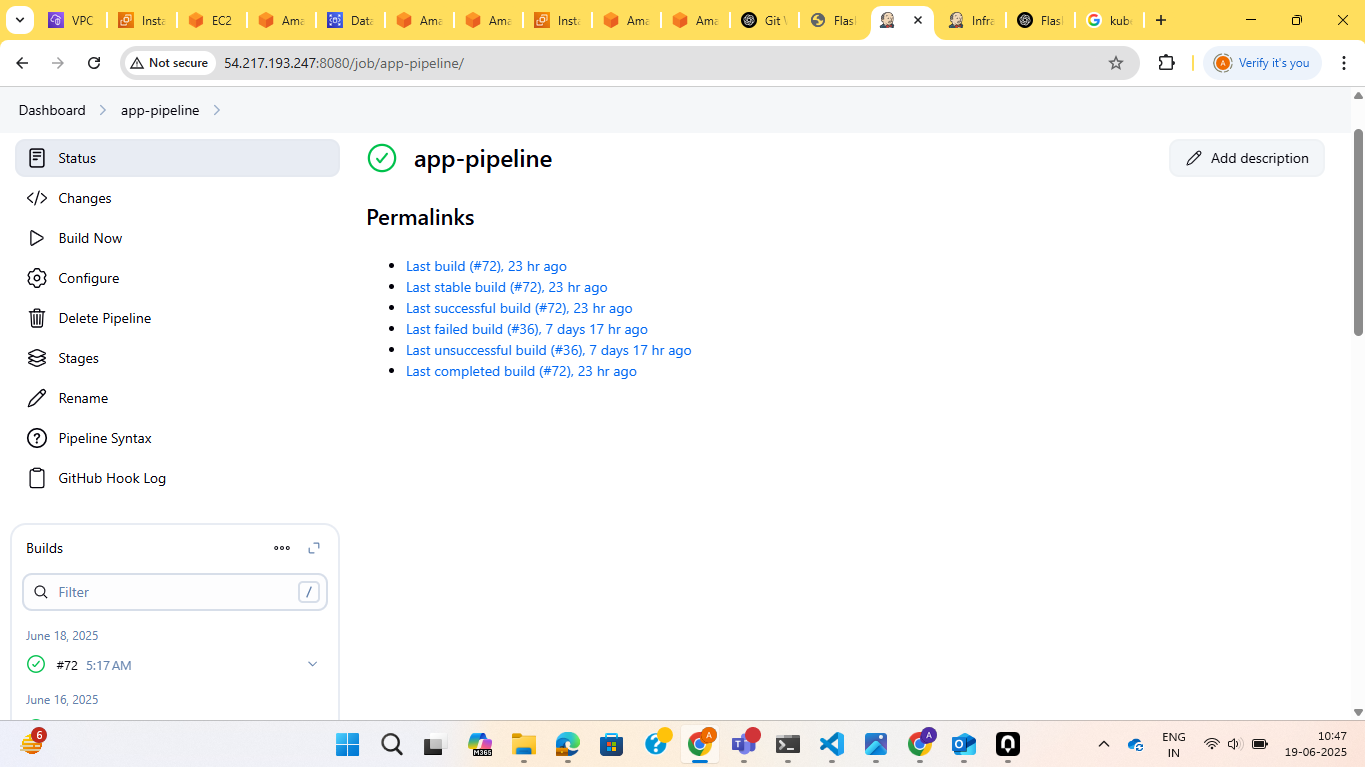 VPC
Insta
EC2
Ama
Data
Ama
Ama
Insta
Ama
Ama
Git
Flas
Infra
Flas
kub
Not secure
54.217.193.247:8080/job/app-pipeline/
Verify it's you
Dashboard
app-pipeline
Status
Changes
Build Now
Configure
Delete Pipeline
Stages
Rename
Pipeline Syntax
GitHub Hook Log
app-pipeline
Add description
Permalinks
Last build (#72), 23 hr ago
Last stable build (#72), 23 hr ago
Last successful build (#72), 23 hr ago
Last failed build (#36), 7 days 17 hr ago
Last unsuccessful build (#36), 7 days 17 hr ago
Last completed build (#72), 23 hr ago
Builds
Filter /
June 18, 2025
#72 5:17 AM
June 16, 2025
6
M365
A
A
ENG
IN
10:47
19-06-2025